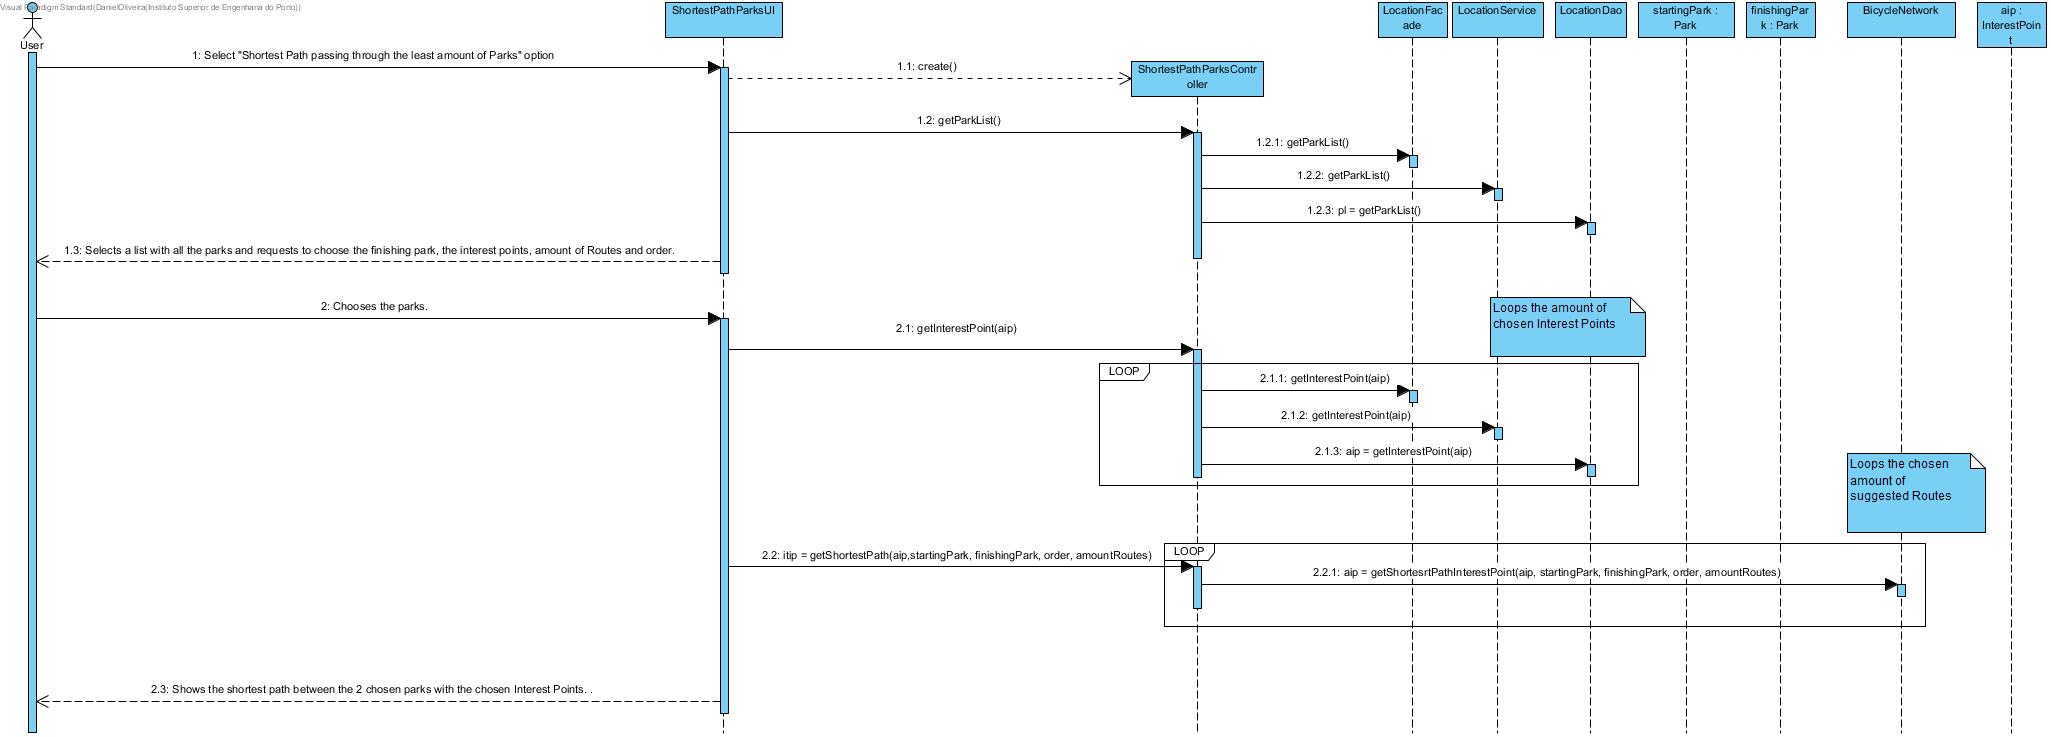 Visual Paradigm Standard(DanielOliveira(Instituto Superior de Engenharia do Porto))
User
ShortestPathParksUI
LocationFac
ade
LocationService
LocationDao
startingPark :
Park
finishingPar
k : Park
BicycleNetwork
aip :
InterestPoin
t
1: Select "Shortest Path passing through the least amount of Parks" option
1.1: create()
ShortestPathParksContr
oller
1.2: getParkList()
1.2.1: getParkList()
1.2.2: getParkList()
1.2.3: pl = getParkList()
1.3: Selects a list with all the parks and requests to choose the finishing park, the interest points, amount of Routes and order.
2: Chooses the parks.
Loops the amount of
chosen Interest Points
2.1: getInterestPoint(aip)
LOOP
2.1.1: getInterestPoint(aip)
2.1.2: getInterestPoint(aip)
2.1.3: aip = getInterestPoint(aip)
Loops the chosen
amount of
suggested Routes
LOOP
2.2: itip = getShortestPath(aip,startingPark, finishingPark, order, amountRoutes)
2.2.1: aip = getShortesrtPathInterestPoint(aip, startingPark, finishingPark, order, amountRoutes)
2.3: Shows the shortest path between the 2 chosen parks with the chosen Interest Points. .